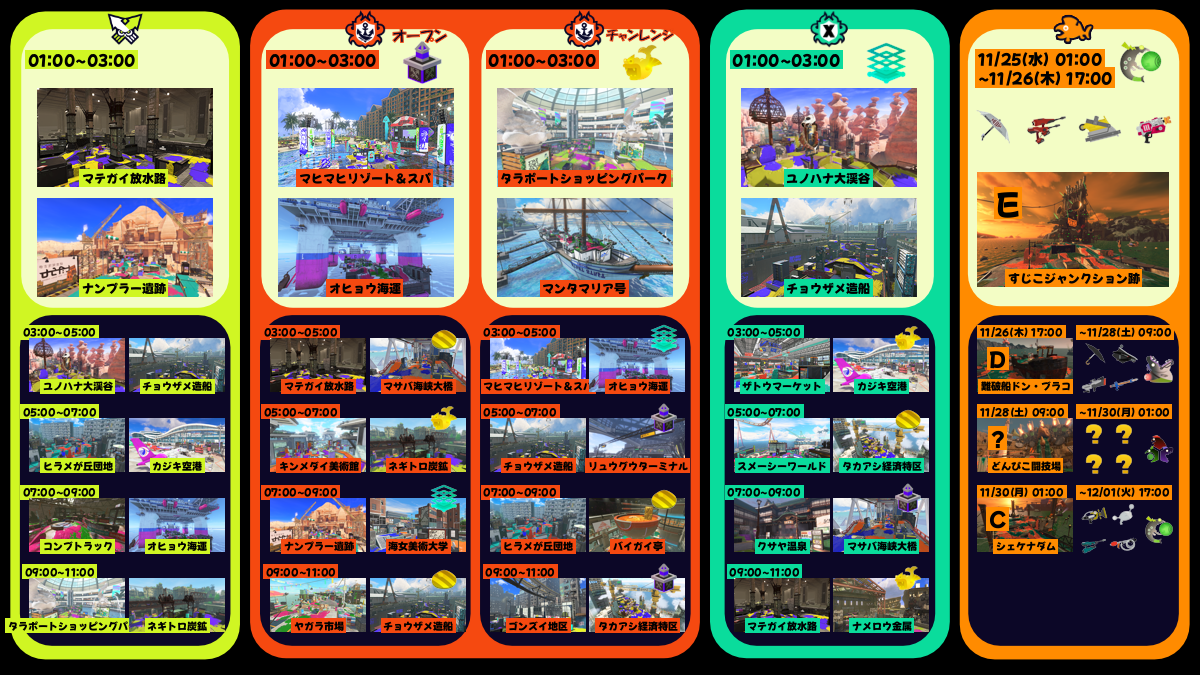 01:00~03:00
マテガイ放水路
ナンプラー遺跡
03:00~05:00
ユノハナ大渓谷
チョウザメ造船
05:00~07:00
ヒラメが丘団地
カジキ空港
07:00~09:00
コンブトラック
オヒョウ海運
09:00~11:00
タラポートショッピングパ
ネギトロ炭鉱
オープン
01:00~03:00
マヒマヒリゾート&スパ
オヒョウ海運
チャンレンジ
01:00~03:00
タラポートショッピングパーク
マンタマリア号
03:00~05:00
マテガイ放水路
マサバ海峡大橋
05:00~07:00
キンメダイ美術館
ネギトロ炭鉱
07:00~09:00
ナンプラー遺跡
海女美術大学
09:00~11:00
ヤガラ市場
チョウザメ造船
03:00~05:00
マヒマヒリゾート&スパ
オヒョウ海運
05:00~07:00
チョウザメ造船
リュウグウターミナル
07:00~09:00
ヒラメが丘団地
バイガイ亭
09:00~11:00
ゴンズイ地区
タカアシ経済特区
X
01:00~03:00
ユノハナ大渓谷
チョウザメ造船
03:00~05:00
ザトウマーケット
カジキ空港
05:00~07:00
スメーシーワールド
タカアシ経済特区
07:00~09:00
クサヤ温泉
マサバ海峡大橋
09:00~11:00
マテガイ放水路
ナメロウ金属
11/25(水) 01:00
~11/26(木) 17:00
E
すじこジャンクション跡
11/26(木) 17:00
~11/28(土) 09:00
D
難破船ドン・ブラコ
11/28(土) 09:00
~11/30(月) 01:00
?
? ?
? ?
どんぴこ闘技場
11/30(月) 01:00
~12/01(火) 17:00
C
シェケナダム